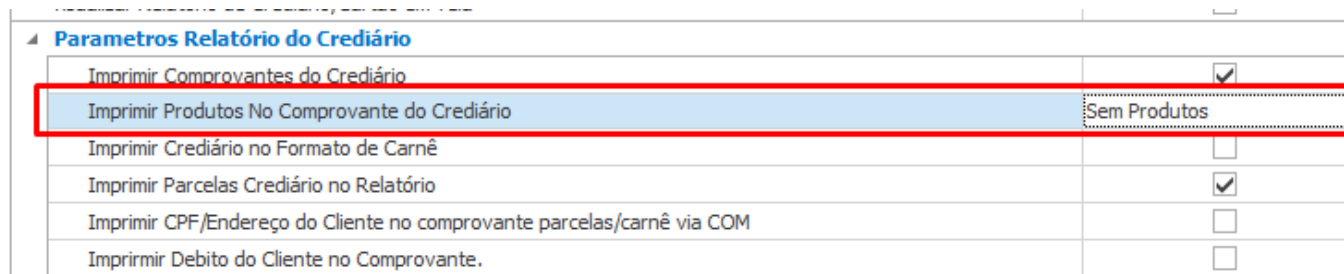 Parametros Relatório do Crediário
Imprimir Comprovantes do Crediário
Imprimir Produtos No Comprovante do Crediário Sem Produtos
Imprimir Crediário no Formato de Carnê
Imprimir Parcelas Crediário no Relatório
Imprimir CPF/Endereço do Cliente no comprovante parcelas/carnê via COM
Imprirmir Debito do Cliente no Comprovante.